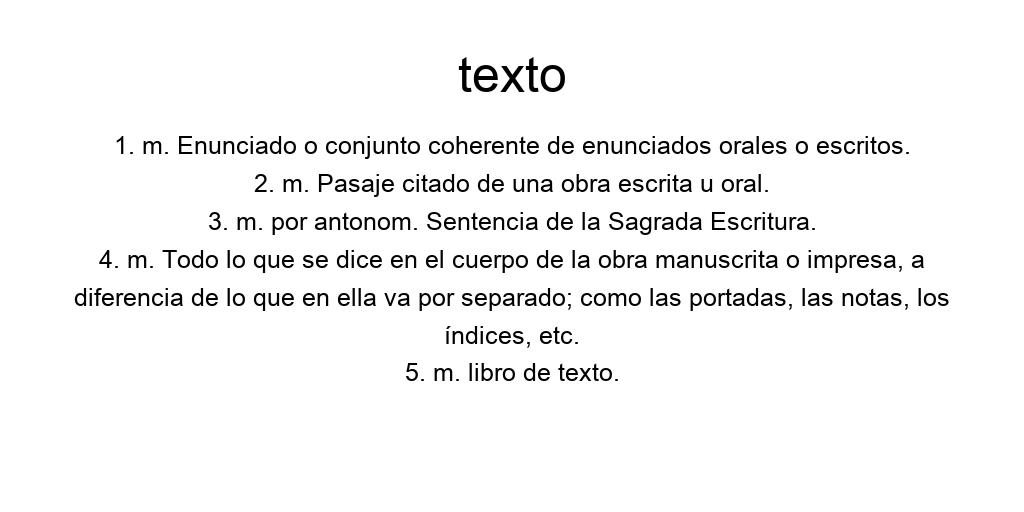 texto
1. m. Enunciado o conjunto coherente de enunciados orales o escritos.
2. m. Pasaje citado de una obra escrita u oral.
3. m. por antonom. Sentencia de la Sagrada Escritura.
4. m. Todo lo que se dice en el cuerpo de la obra manuscrita o impresa, a
diferencia de lo que en ella va por separado; como las portadas, las notas, los
índices, etc.
5. m. libro de texto.